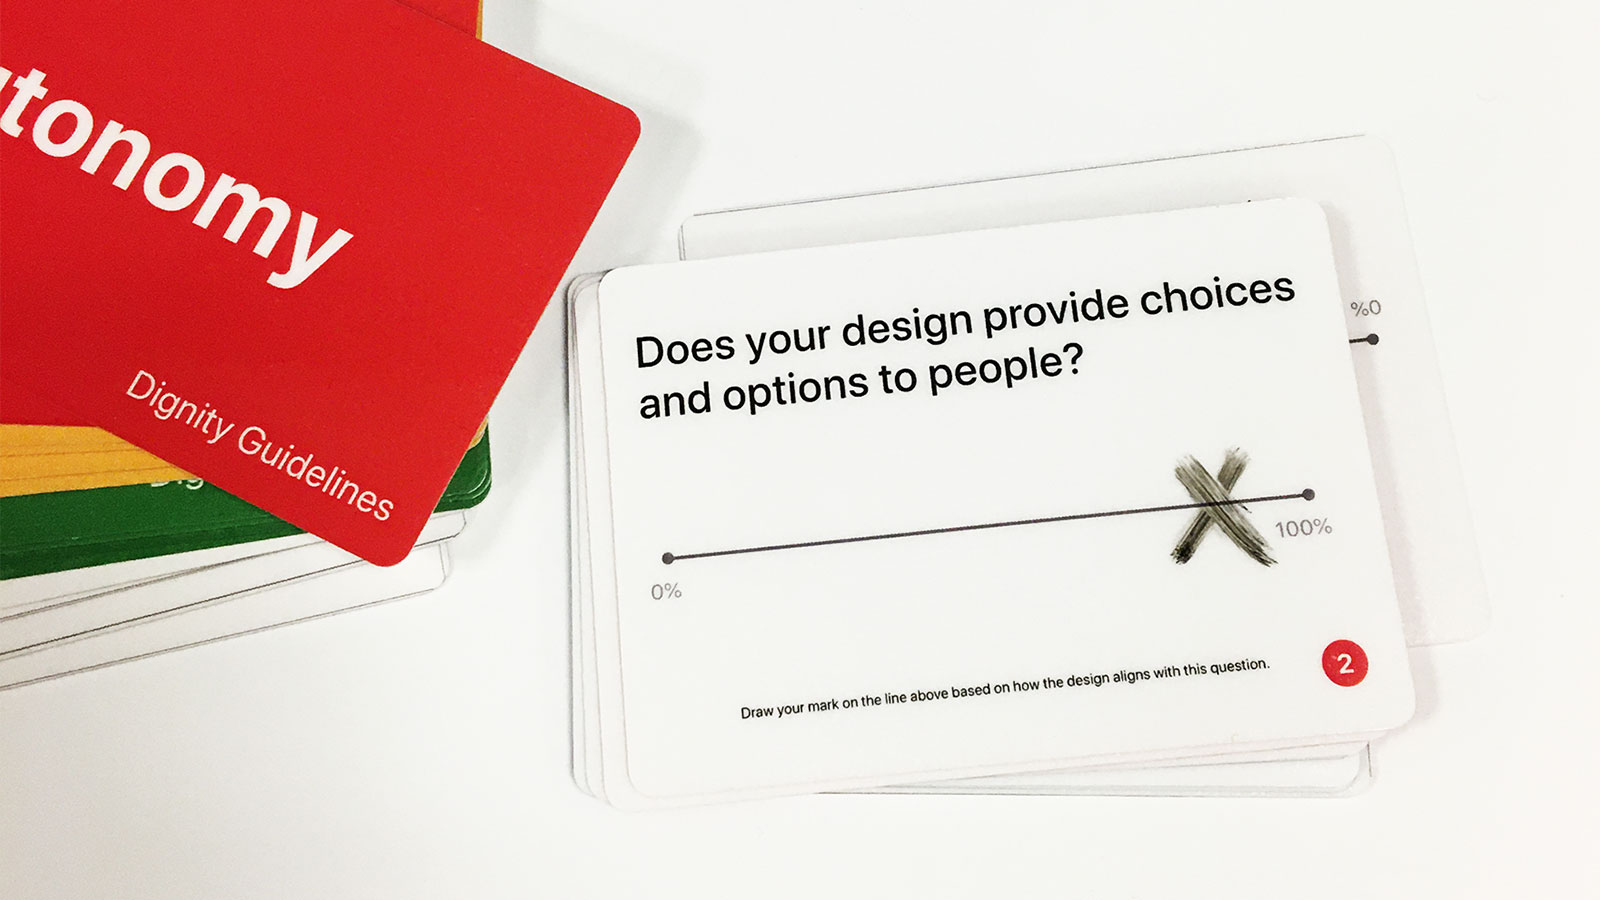 tonomy
Dignity Guidelines
Dig
Does your design provide choices
and options to people?
0%
100%
Draw your mark on the line above based on how the design aligns with this question.
2
%0